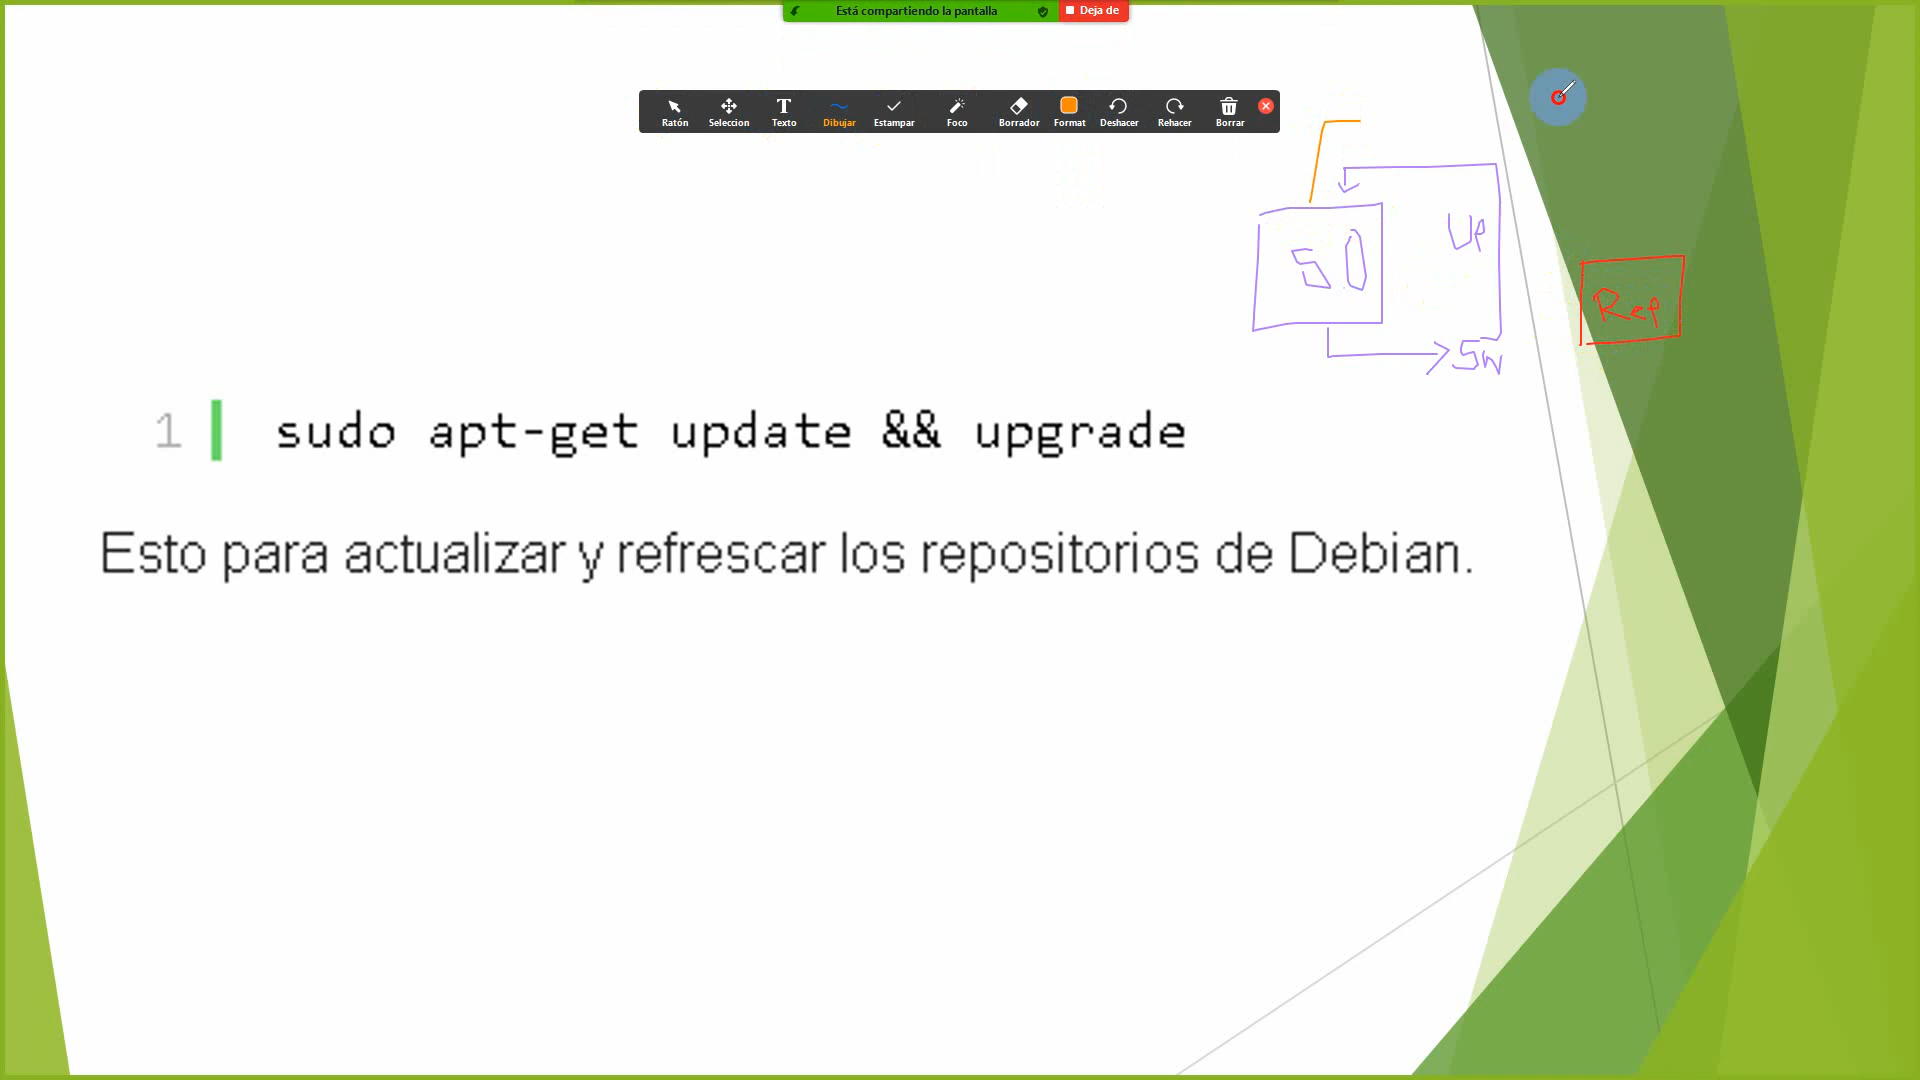 Está compartiendo la pantalla Deja de
Ratón Seleccion Texto Dibujar Estampar Foco Borrador Format Deshacer Rehacer Borrar
UP
SO
Rep
SW
1 sudo apt-get update && upgrade
Esto para actualizar y refrescar los repositorios de Debian.